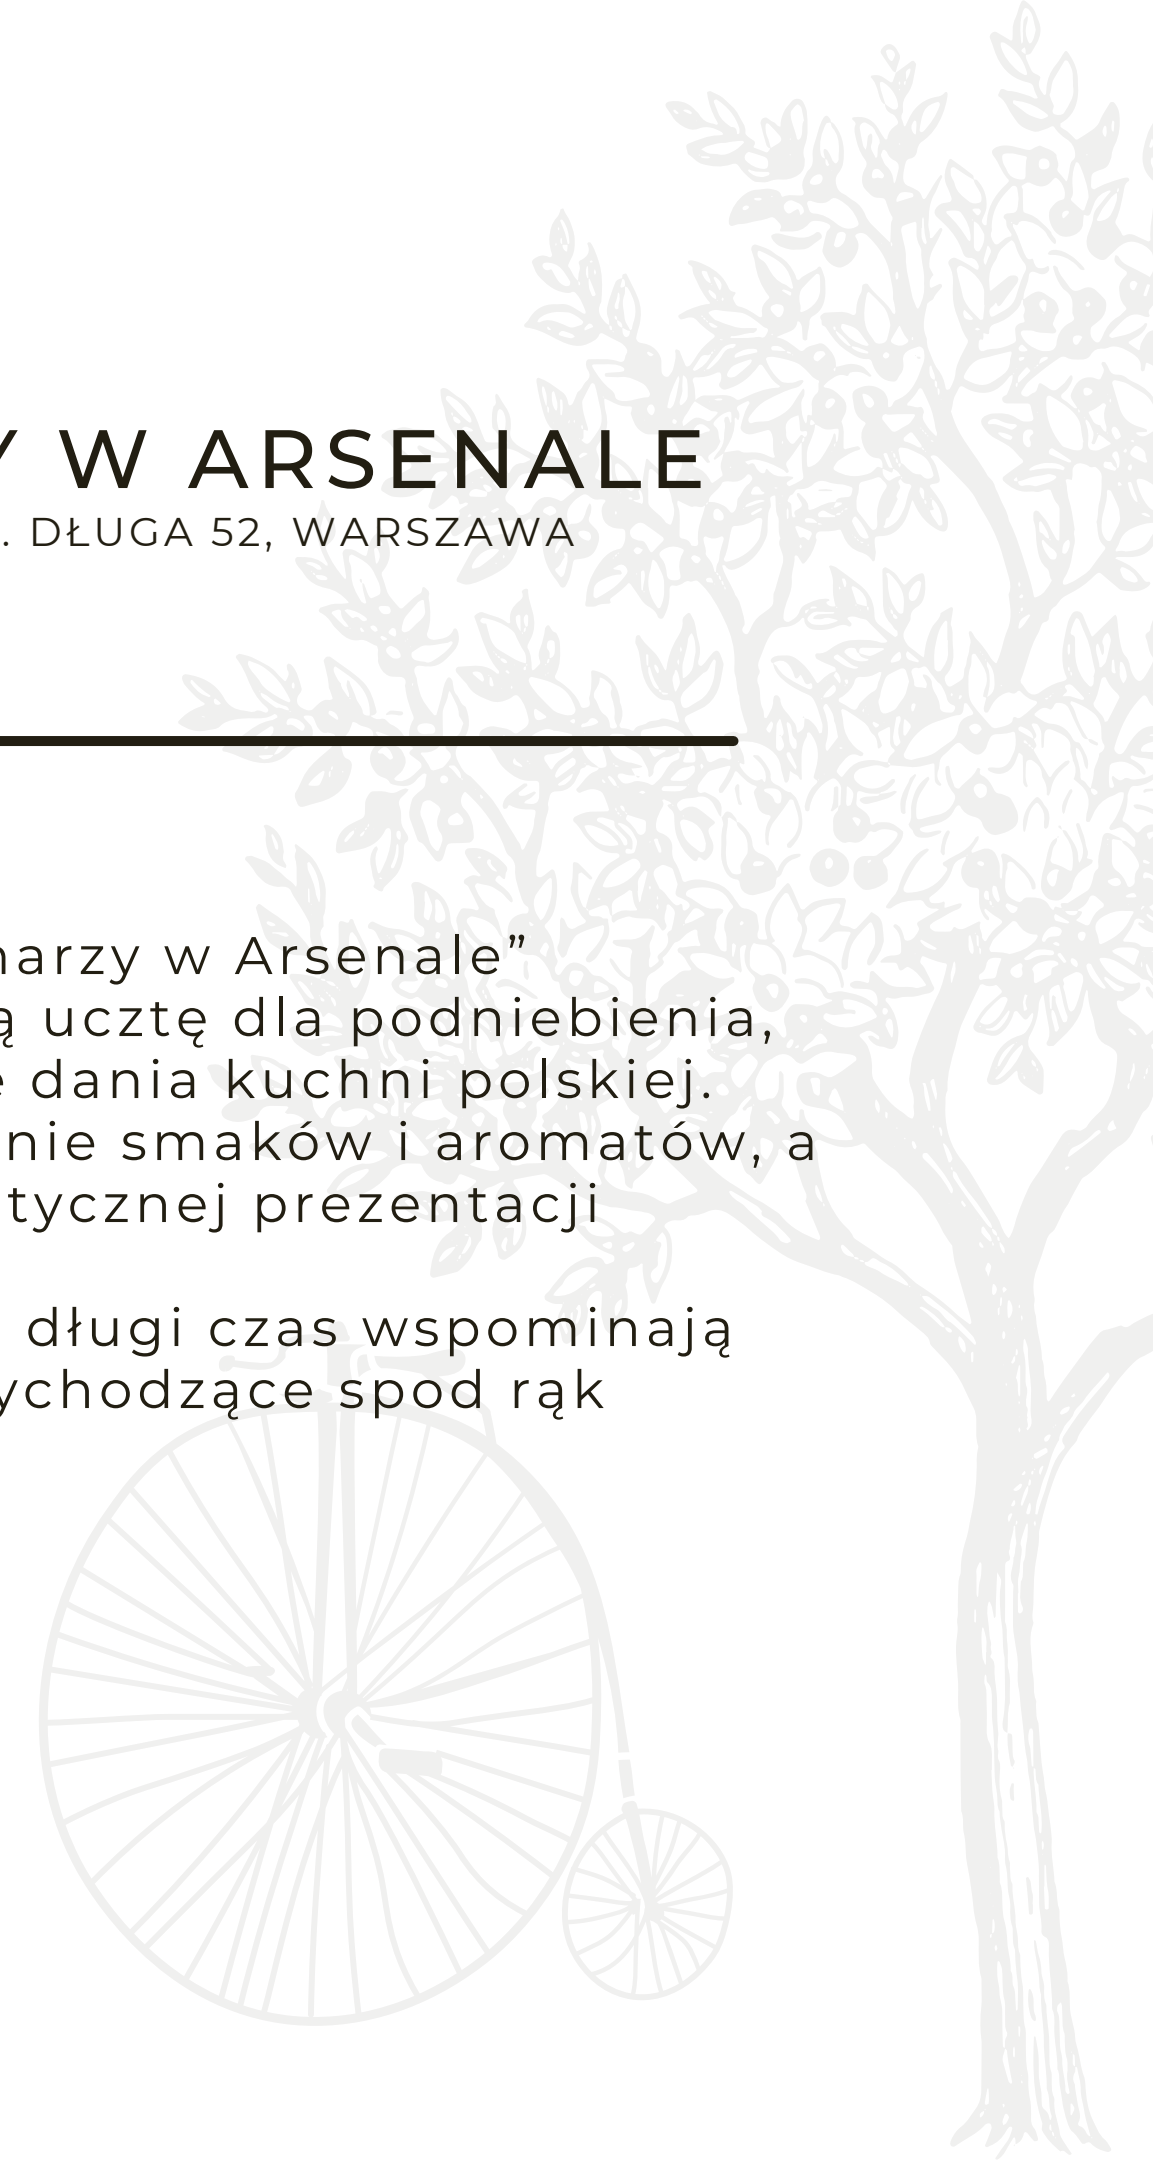 Y W ARSENALE
. DŁUGA 52, WARSZAWA
narzy w Arsenale”
ą ucztę dla podniebienia,
e dania kuchni polskiej.
nie smaków i aromatów, a
tycznej prezentacji
długi czas wspominają
ychodzące spod rąk